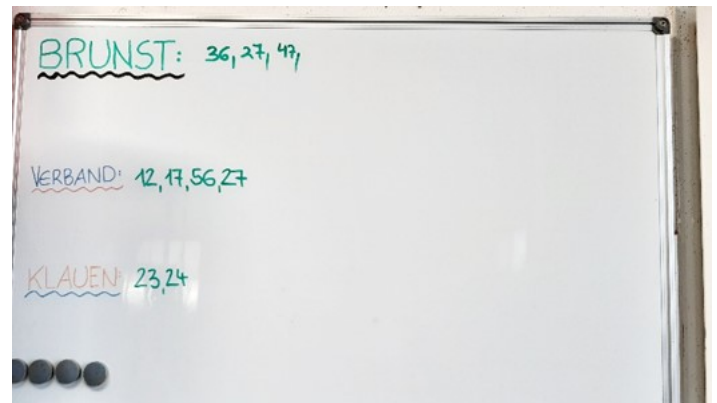 BRUNST: 36, 27, 47,
VERBAND: 12, 17, 56, 27
KLAUEN: 23, 24